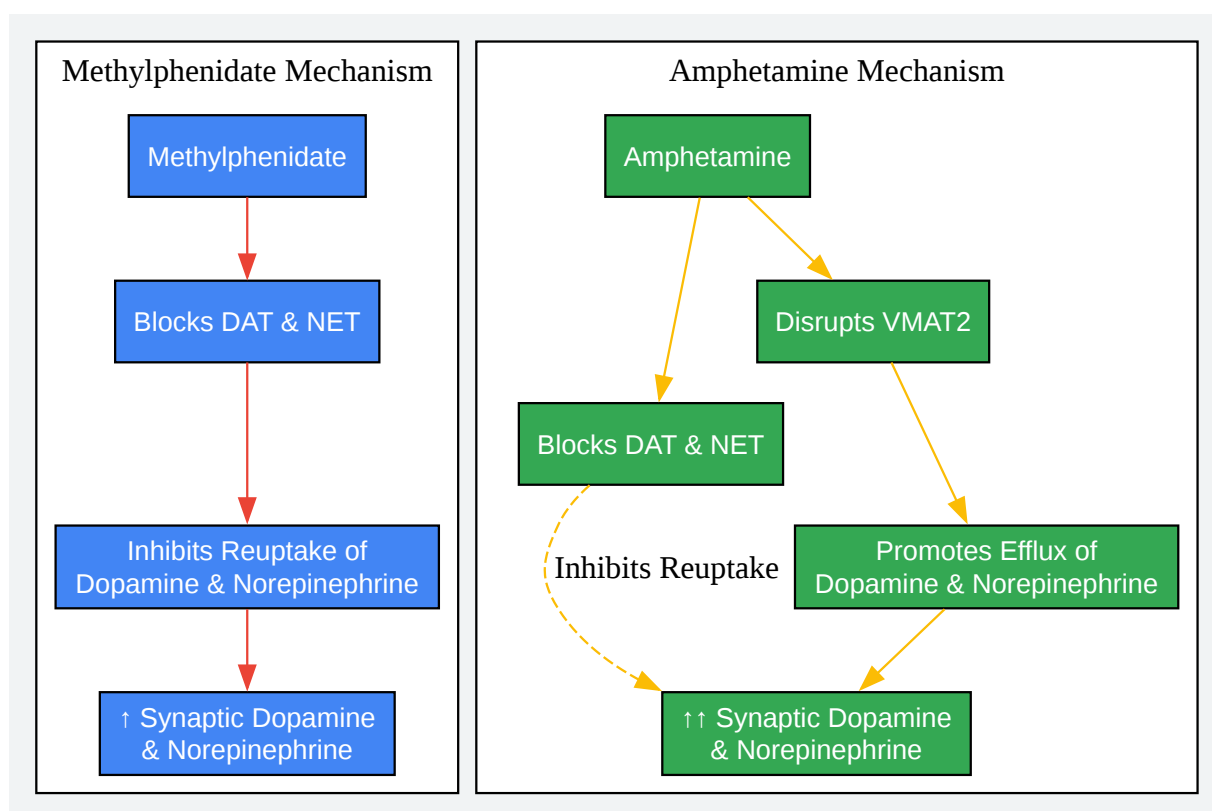 Methylphenidate Mechanism
Methylphenidate
Blocks DAT & NET
Inhibits Reuptake of
Dopamine & Norepinephrine
↑ Synaptic Dopamine
& Norepinephrine
Amphetamine Mechanism
Amphetamine
Disrupts VMAT2
Blocks DAT & NET
Inhibits Reuptake
Promotes Efflux of
Dopamine & Norepinephrine
↑↑ Synaptic Dopamine
& Norepinephrine